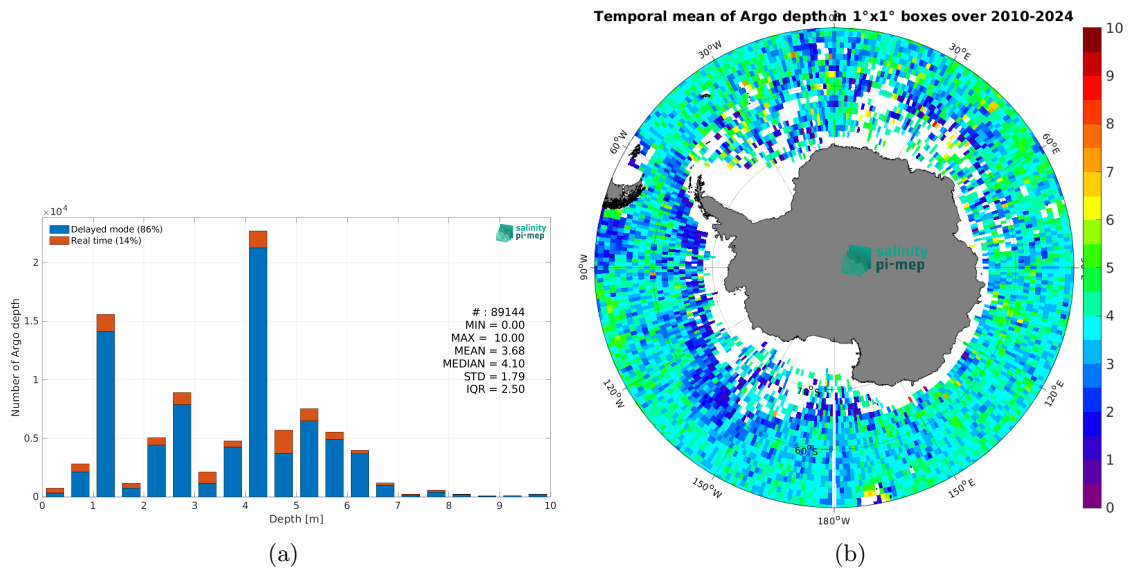 Temporal mean of Argo depth in 1°x1° boxes over 2010-2024
×10⁴
Delayed mode (86%)
Real time (14%)
salinity
pi-mep
# : 89144
MIN = 0.00
MAX = 10.00
MEAN = 3.68
MEDIAN = 4.10
STD = 1.79
IQR = 2.50
Number of Argo depth
2
1.5
1
0.5
0
0 1 2 3 4 5 6 7 8 9 10
Depth [m]
(a)
30°W
30°E
60°W
60°E
90°W
salinity
pi-mep
120°W
120°E
150°W
150°E
180°W
70°S
60°S
10
9
8
7
6
5
4
3
2
1
0
(b)